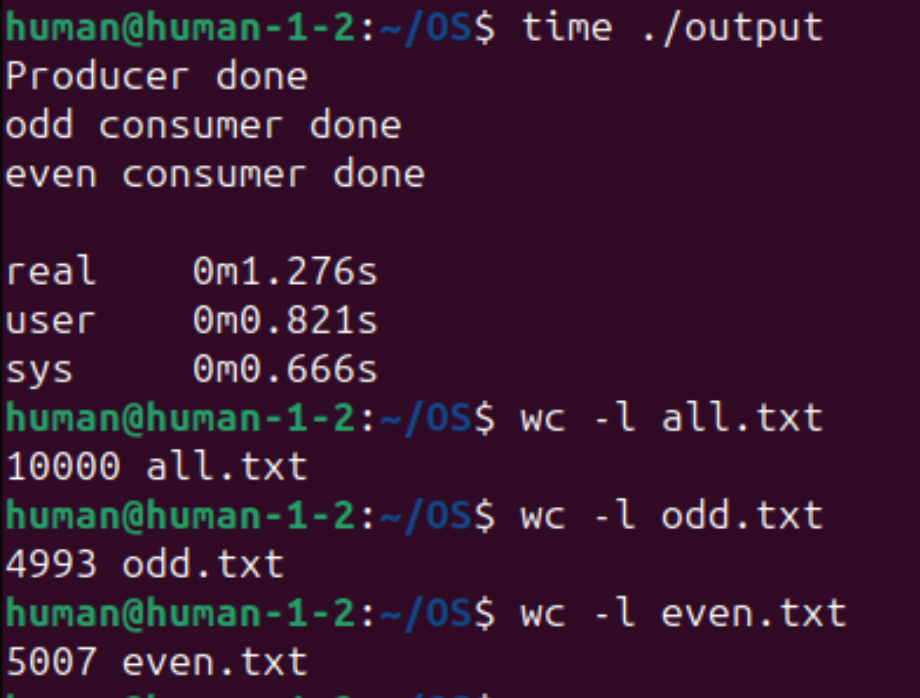 human@human-1-2:~/OS$ time ./output
Producer done
odd consumer done
even consumer done
real    0m1.276s
user    0m0.821s
sys     0m0.666s
human@human-1-2:~/OS$ wc -l all.txt
10000 all.txt
human@human-1-2:~/OS$ wc -l odd.txt
4993 odd.txt
human@human-1-2:~/OS$ wc -l even.txt
5007 even.txt